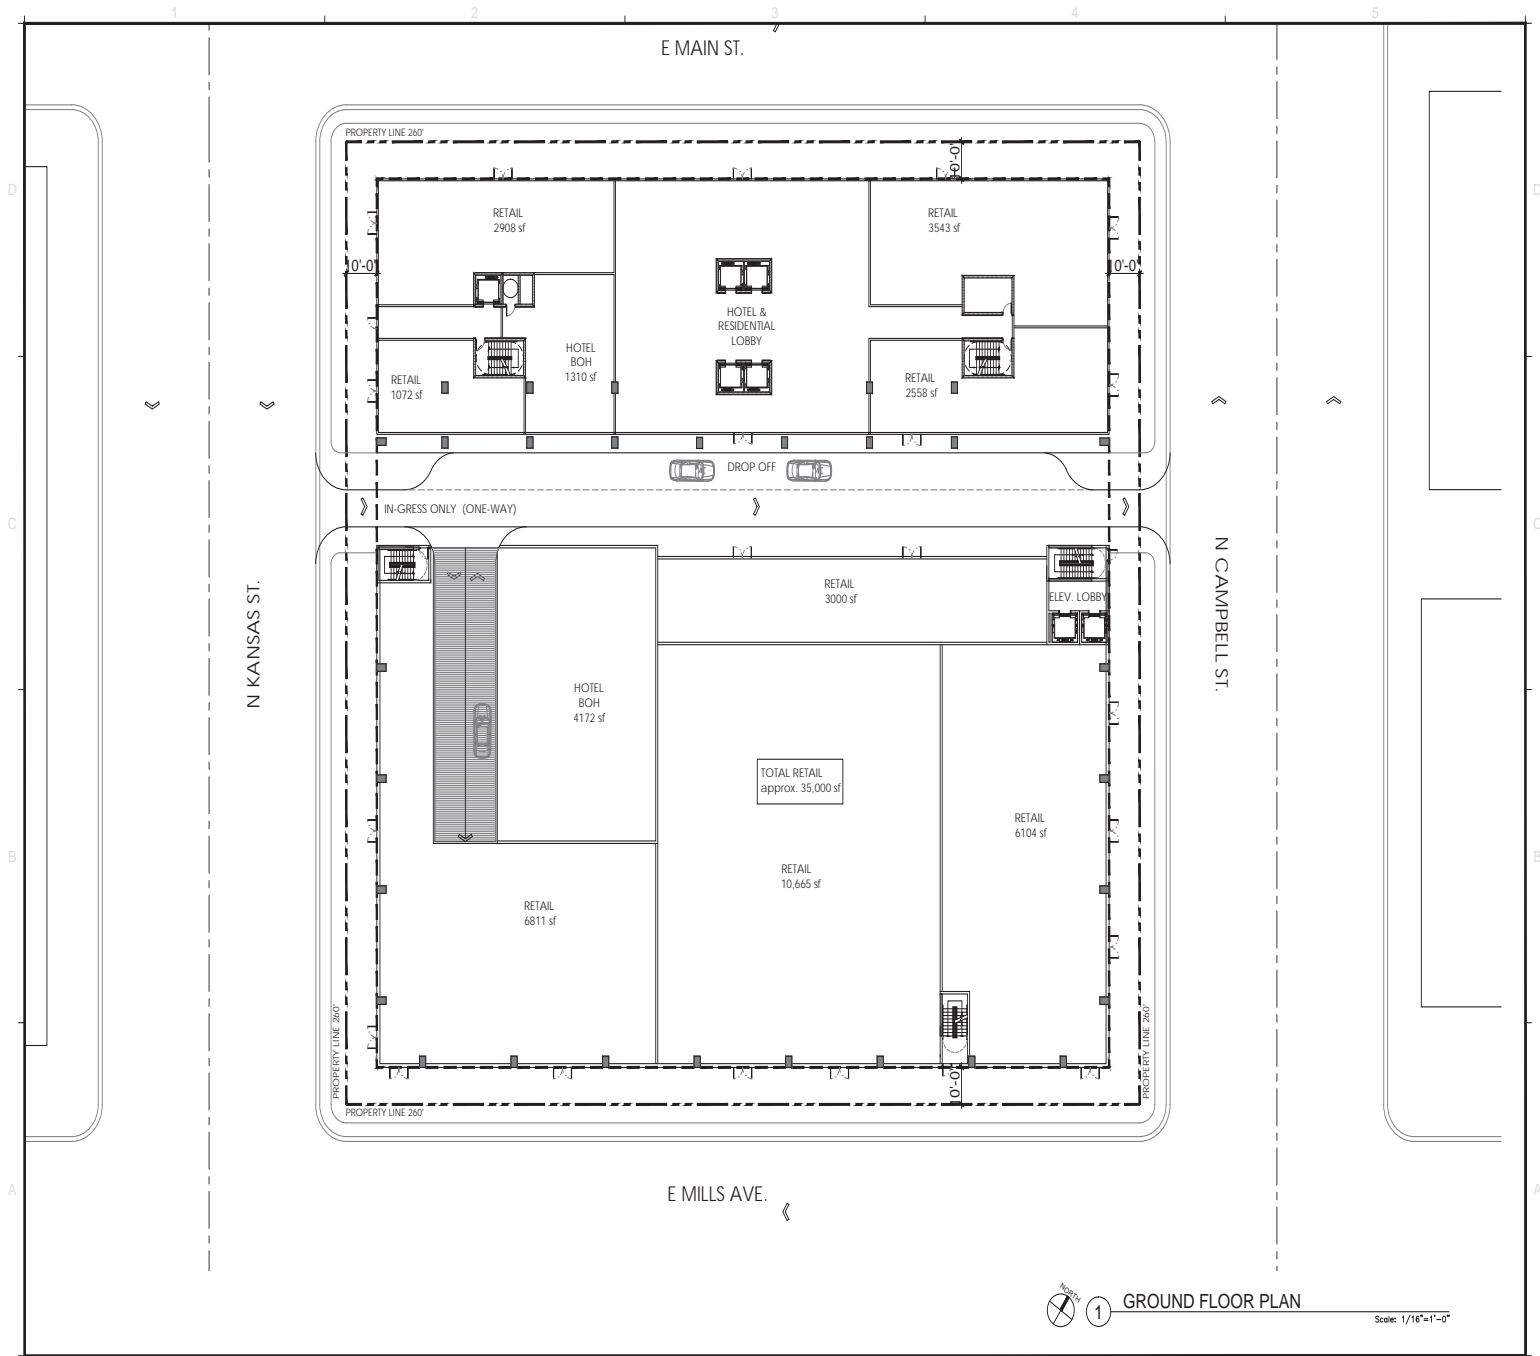 1 2 3 4 5
E MAIN ST.
PROPERTY LINE 260'
10'-0"
D
D
RETAIL
2908 sf
RETAIL
3543 sf
10'-0"
10'-0"
HOTEL &
RESIDENTIAL
LOBBY
HOTEL
BOH
1310 sf
RETAIL
1072 sf
RETAIL
2558 sf
DROP OFF
IN-GRESS ONLY (ONE-WAY)
C
C
N KANSAS ST.
N CAMPBELL ST.
RETAIL
3000 sf
ELEV. LOBBY
HOTEL
BOH
4172 sf
TOTAL RETAIL
approx. 35,000 sf
RETAIL
6104 sf
B
B
RETAIL
10,665 sf
RETAIL
6811 sf
PROPERTY LINE 260'
PROPERTY LINE 260'
10'-0"
PROPERTY LINE 260'
A
A
E MILLS AVE.
NORTH
1
GROUND FLOOR PLAN
Scale: 1/16"=1'-0"